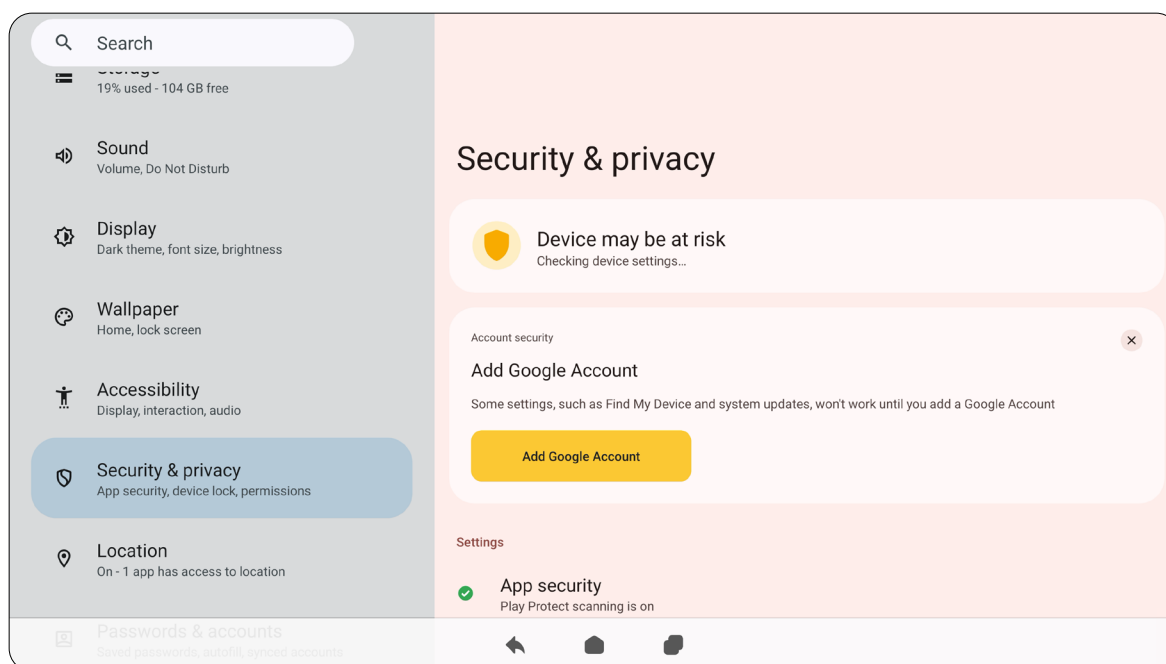 Search
Storage
19% used - 104 GB free
Sound
Volume, Do Not Disturb
Display
Dark theme, font size, brightness
Wallpaper
Home, lock screen
Accessibility
Display, interaction, audio
Security & privacy
App security, device lock, permissions
Location
On - 1 app has access to location
Passwords & accounts
Saved passwords, autofill, synced accounts
Security & privacy
Device may be at risk
Checking device settings...
Account security
Add Google Account
Some settings, such as Find My Device and system updates, won't work until you add a Google Account
Add Google Account
Settings
App security
Play Protect scanning is on